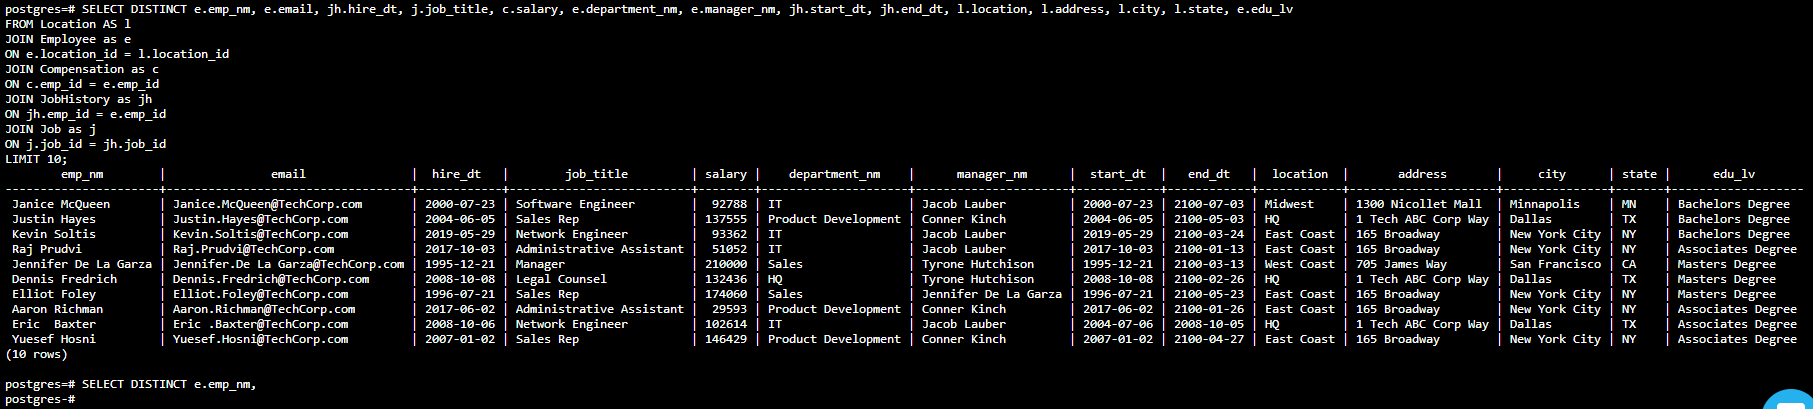 postgres=# SELECT DISTINCT e.emp_nm, e.email, jh.hire_dt, j.job_title, c.salary, e.department_nm, e.manager_nm, jh.start_dt, jh.end_dt, l.location, l.address, l.city, l.state, e.edu_lv
FROM Location AS l
JOIN Employee as e
ON e.location_id = l.location_id
JOIN Compensation as c
ON c.emp_id = e.emp_id
JOIN JobHistory as jh
ON jh.emp_id = e.emp_id
JOIN Job as j
ON j.job_id = jh.job_id
LIMIT 10;
emp_nm | email | hire_dt | job_title | salary | department_nm | manager_nm | start_dt | end_dt | location | address | city | state | edu_lv
Janice McQueen | Janice.McQueen@TechCorp.com | 2000-07-23 | Software Engineer | 92788 | IT | Jacob Lauber | 2000-07-23 | 2100-07-03 | Midwest | 1300 Nicollet Mall | Minnapolis | MN | Bachelors Degree
Justin Hayes | Justin.Hayes@TechCorp.com | 2004-06-05 | Sales Rep | 137555 | Product Development | Conner Kinch | 2004-06-05 | 2100-05-03 | HQ | 1 Tech ABC Corp Way | Dallas | TX | Bachelors Degree
Kevin Soltis | Kevin.Soltis@TechCorp.com | 2019-05-29 | Network Engineer | 93362 | IT | Jacob Lauber | 2019-05-29 | 2100-03-24 | East Coast | 165 Broadway | New York City | NY | Bachelors Degree
Raj Prudvi | Raj.Prudvi@TechCorp.com | 2017-10-03 | Administrative Assistant | 51052 | IT | Jacob Lauber | 2017-10-03 | 2100-01-13 | East Coast | 165 Broadway | New York City | NY | Associates Degree
Jennifer De La Garza | Jennifer.De La Garza@TechCorp.com | 1995-12-21 | Manager | 210000 | Sales | Tyrone Hutchison | 1995-12-21 | 2100-03-13 | West Coast | 705 James Way | San Francisco | CA | Masters Degree
Dennis Fredrich | Dennis.Fredrich@TechCorp.com | 2008-10-08 | Legal Counsel | 132436 | HQ | Tyrone Hutchison | 2008-10-08 | 2100-02-26 | HQ | 1 Tech ABC Corp Way | Dallas | TX | Masters Degree
Elliot Foley | Elliot.Foley@TechCorp.com | 1996-07-21 | Sales Rep | 174060 | Sales | Jennifer De La Garza | 1996-07-21 | 2100-05-23 | East Coast | 165 Broadway | New York City | NY | Masters Degree
Aaron Richman | Aaron.Richman@TechCorp.com | 2017-06-02 | Administrative Assistant | 29593 | Product Development | Conner Kinch | 2017-06-02 | 2100-01-26 | East Coast | 165 Broadway | New York City | NY | Associates Degree
Eric  Baxter | Eric .Baxter@TechCorp.com | 2008-10-06 | Network Engineer | 102614 | IT | Jacob Lauber | 2004-07-06 | 2008-10-05 | HQ | 1 Tech ABC Corp Way | Dallas | TX | Associates Degree
Yuesef Hosni | Yuesef.Hosni@TechCorp.com | 2007-01-02 | Sales Rep | 146429 | Product Development | Conner Kinch | 2007-01-02 | 2100-04-27 | East Coast | 165 Broadway | New York City | NY | Associates Degree
(10 rows)
postgres=# SELECT DISTINCT e.emp_nm,
postgres-#